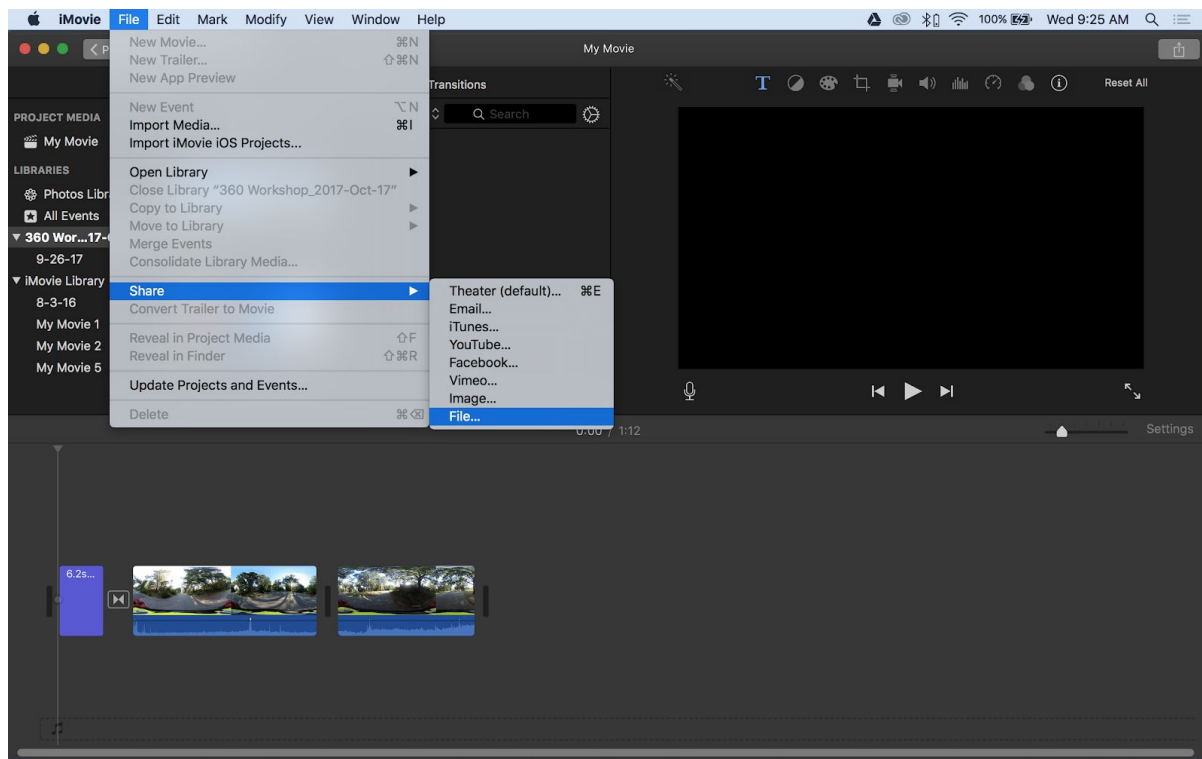 iMovie File Edit Mark Modify View Window Help 100% Wed 9:25 AM
My Movie
New Movie... ⌘N
New Trailer... ⇧⌘N
New App Preview
New Event ⌥N
Import Media... ⌘I
Import iMovie iOS Projects...
Open Library
Close Library "360 Workshop_2017-Oct-17"
Copy to Library
Move to Library
Merge Events
Consolidate Library Media...
Share
Convert Trailer to Movie
Reveal in Project Media ⇧F
Reveal in Finder ⇧⌘R
Update Projects and Events...
Delete ⌘⌫
Theater (default)... ⌘E
Email...
iTunes...
YouTube...
Facebook...
Vimeo...
Image...
File...
Transitions
Search
T Reset All
PROJECT MEDIA
My Movie
LIBRARIES
Photos Libr
All Events
360 Wor...17-
9-26-17
iMovie Library
8-3-16
My Movie 1
My Movie 2
My Movie 5
0:00 / 1:12
Settings
6.2s...